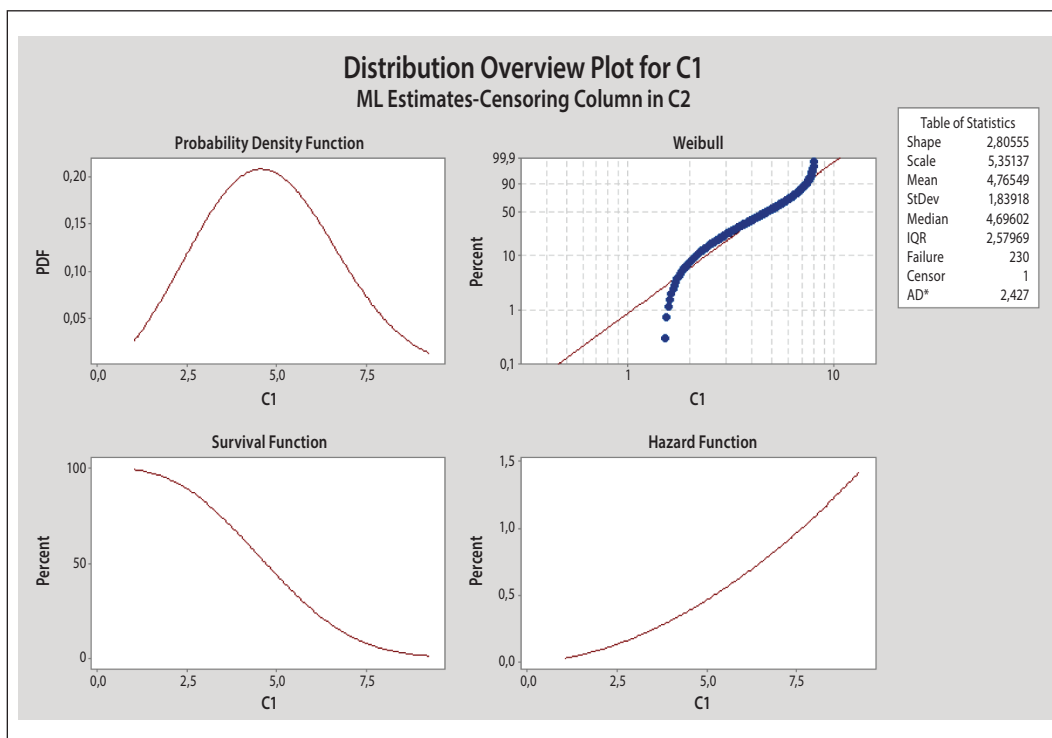 Distribution Overview Plot for C1
ML Estimates-Censoring Column in C2
Probability Density Function
PDF
0,20
0,15
0,10
0,05
0,0 2,5 5,0 7,5
C1
Weibull
Percent
99,9
90
50
10
1
0,1
1 10
C1
Table of Statistics
Shape 2,80555
Scale 5,35137
Mean 4,76549
StDev 1,83918
Median 4,69602
IQR 2,57969
Failure 230
Censor 1
AD* 2,427
Survival Function
Percent
100
50
0
0,0 2,5 5,0 7,5
C1
Hazard Function
Percent
1,5
1,0
0,5
0,0
0,0 2,5 5,0 7,5
C1